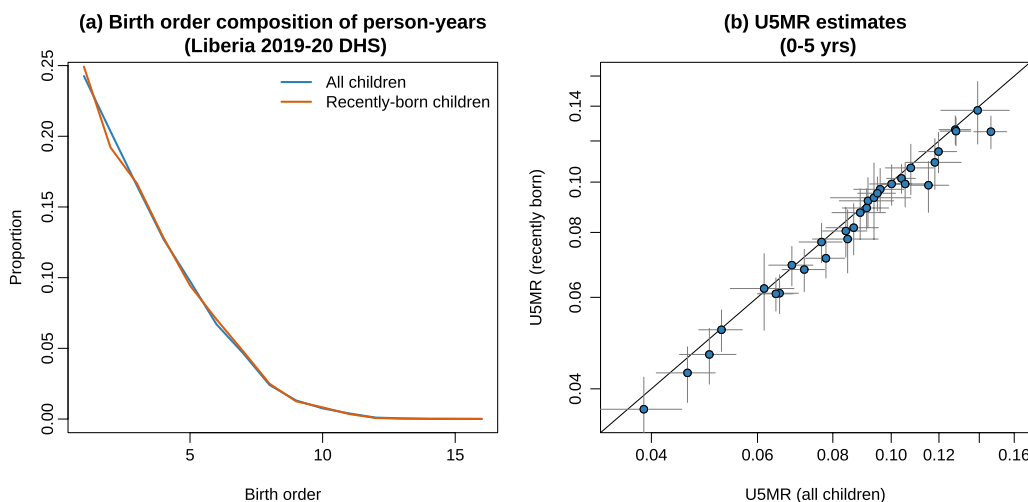 (a) Birth order composition of person-years
(Liberia 2019-20 DHS)
0.25
0.20
0.15
0.10
0.05
0.00
Proportion
All children
Recently-born children
5
10
15
Birth order
(b) U5MR estimates
(0-5 yrs)
0.14
0.10
0.08
0.06
0.04
U5MR (recently born)
0.04
0.06
0.08
0.10
0.12
0.16
U5MR (all children)